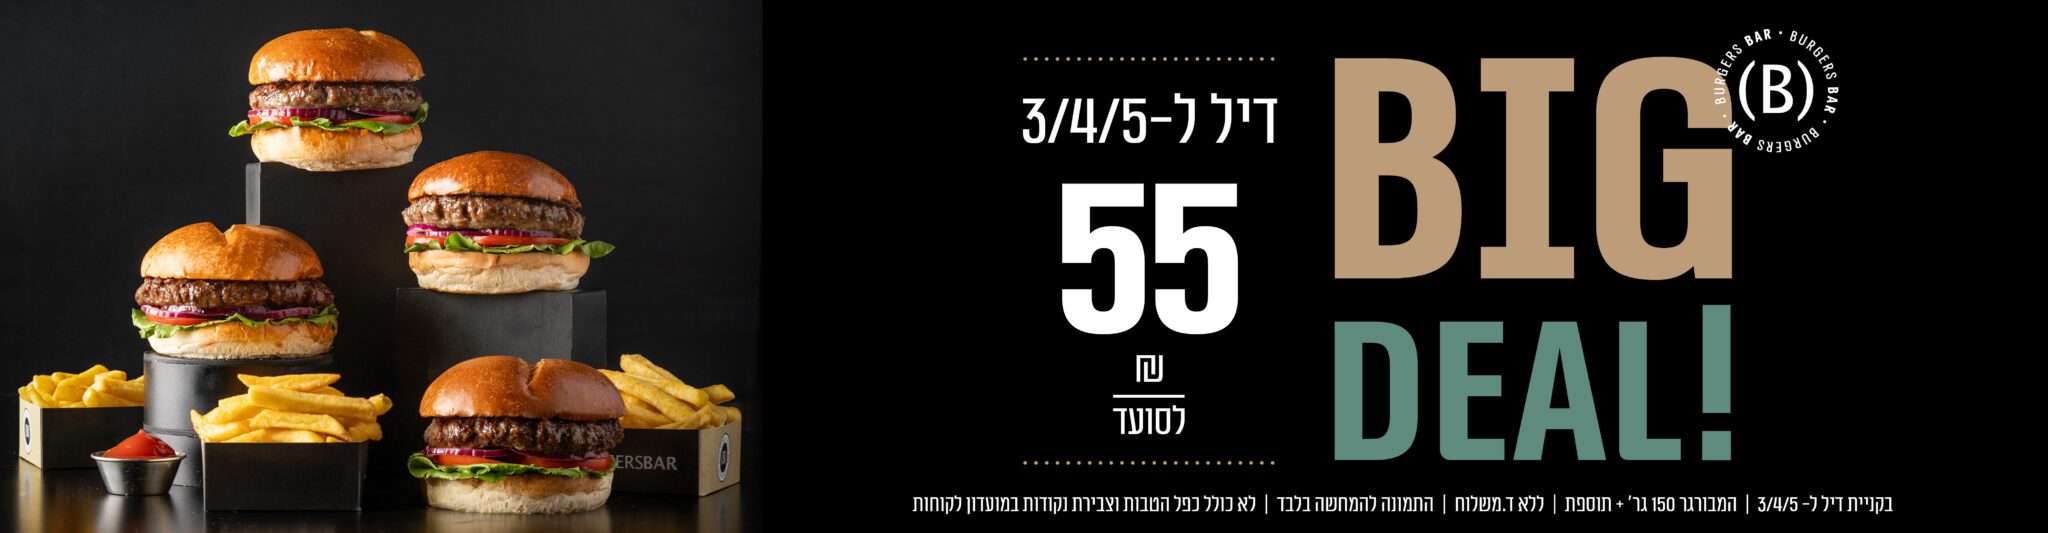 BIG
DEAL!
BURGERS BAR • BURGERS BAR • BURGERS BAR •
(B)
דיל ל-3/4/5
55
₪
לסועד
בקניית דיל ל- 3/4/5 | המבורגר 150 גר' + תוספת | ללא ד.משלוח | התמונה להמחשה בלבד | לא כולל כפל הטבות וצבירת נקודות במועדון לקוחות
ERSBAR